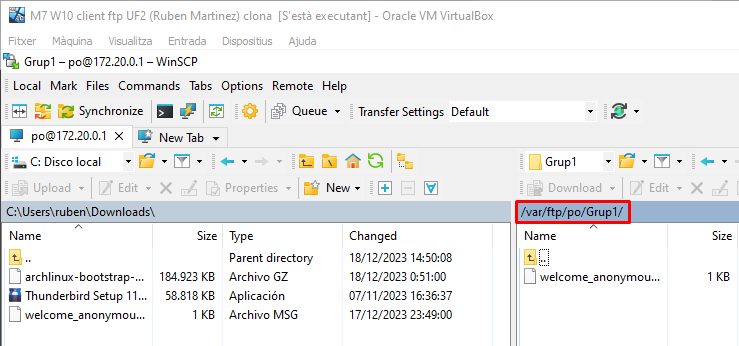 M7 W10 client ftp UF2 (Ruben Martinez) clona [S'està executant] - Oracle VM VirtualBox
Fitxer Màquina Visualitza Entrada Dispositius Ajuda
Grup1 – po@172.20.0.1 – WinSCP
Local Mark Files Commands Tabs Options Remote Help
Synchronize Queue Transfer Settings Default
po@172.20.0.1 New Tab
C: Disco local Grup1
Upload Edit Properties New Download Edit
C:\Users\ruben\Downloads\ /var/ftp/po/Grup1/
Name Size Type Changed Name Size
.. Parent directory 18/12/2023 14:50:08 ..
archlinux-bootstrap-... 184.923 KB Archivo GZ 18/12/2023 0:51:00 welcome_anonymou... 1 KB
Thunderbird Setup 11... 58.818 KB Aplicación 07/11/2023 16:36:37
welcome_anonymou... 1 KB Archivo MSG 17/12/2023 23:49:00